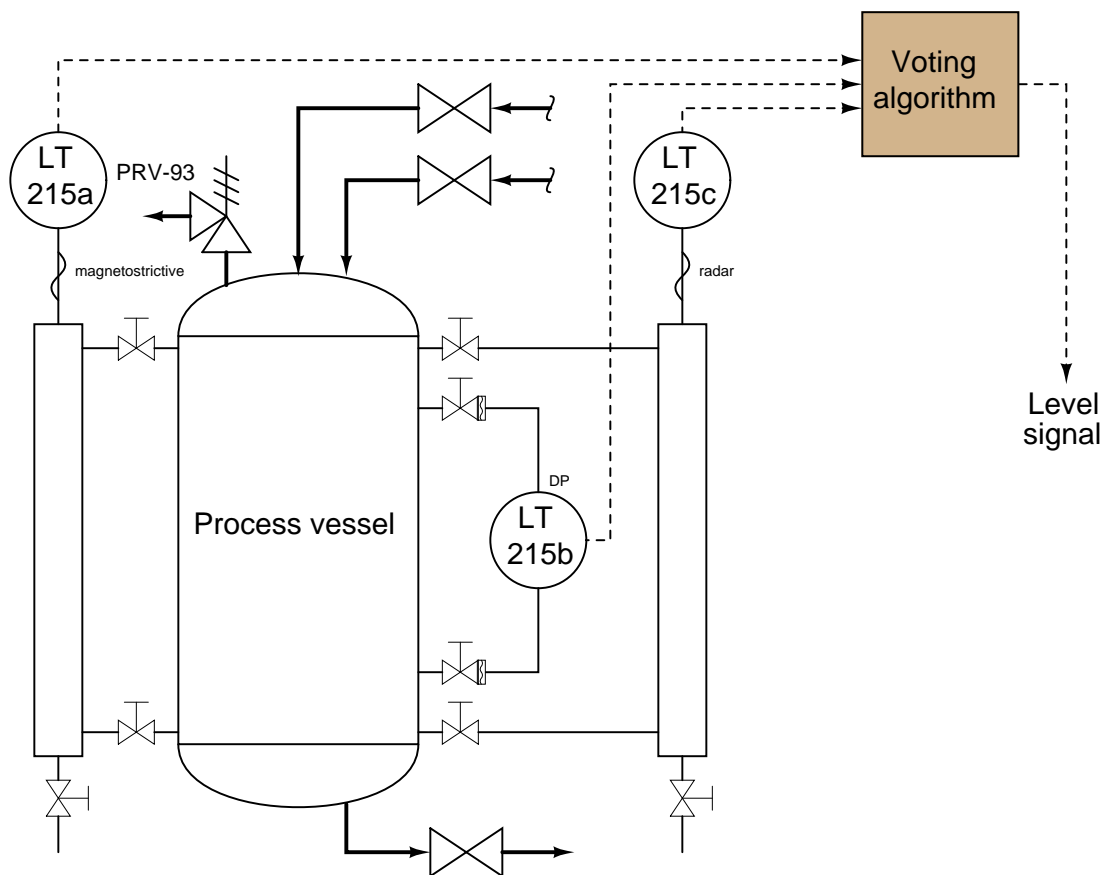 Voting
algorithm
LT
215a
PRV-93
LT
215c
magnetostrictive
radar
Level
signal
DP
Process vessel
LT
215b